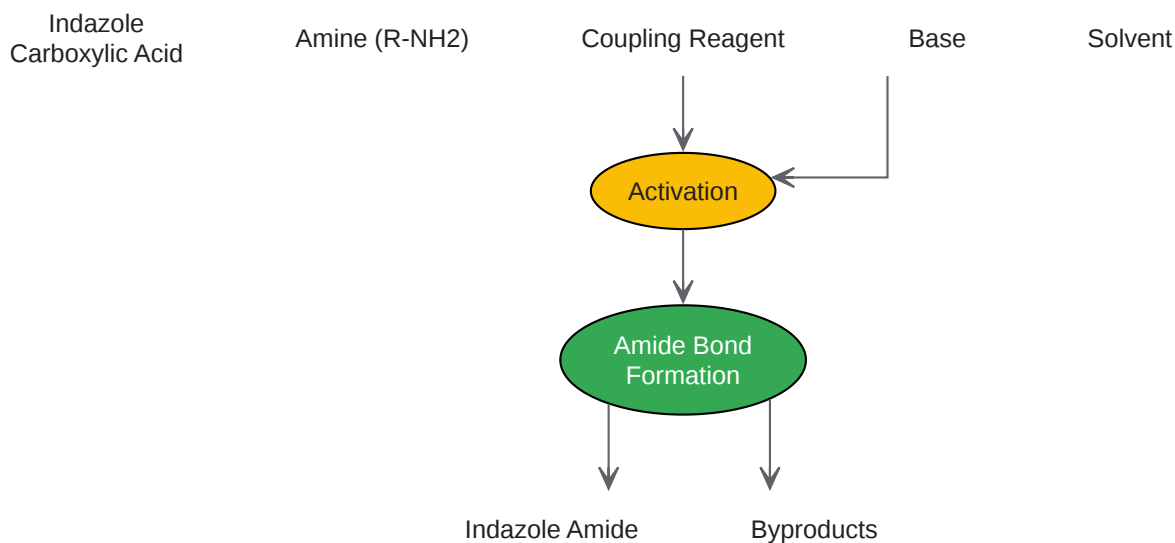 Indazole
Carboxylic Acid
Amine (R-NH2)
Coupling Reagent
Base
Solvent
Activation
Amide Bond
Formation
Indazole Amide
Byproducts